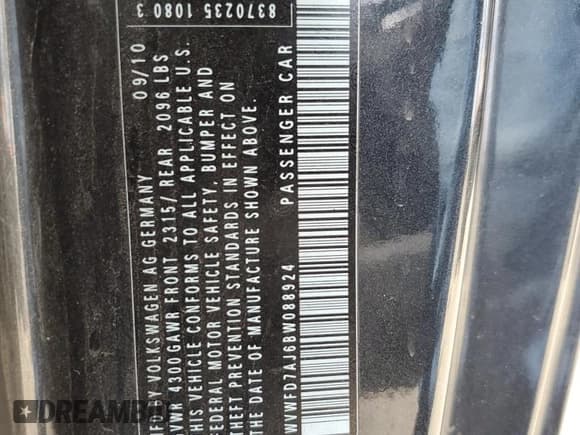 8370235 1080 3
MFD. BY VOLKSWAGEN AG GERMANY 09/10
GVWR 4300 GAWR FRONT 2315/ REAR 2096 LBS
THIS VEHICLE CONFORMS TO ALL APPLICABLE U.S.
FEDERAL MOTOR VEHICLE SAFETY, BUMPER AND
THEFT PREVENTION STANDARDS IN EFFECT ON
THE DATE OF MANUFACTURE SHOWN ABOVE.
WVWFD7AJ6BW088924 PASSENGER CAR
DREAMBID